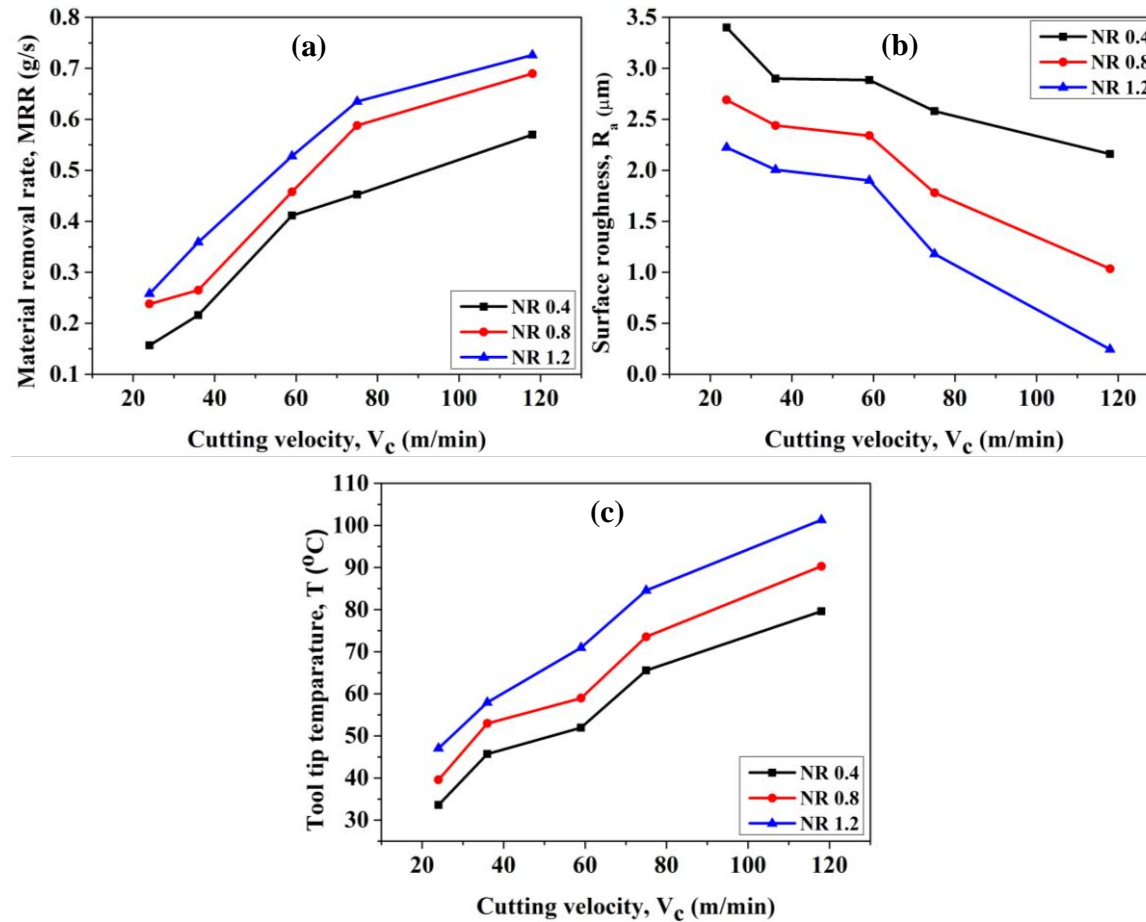 Material removal rate, MRR (g/s)
0.8
0.7
0.6
0.5
0.4
0.3
0.2
0.1
(a)
NR 0.4
NR 0.8
NR 1.2
20 40 60 80 100 120
Cutting velocity, Vc (m/min)
Surface roughness, Ra (μm)
3.5
3.0
2.5
2.0
1.5
1.0
0.5
0.0
(b)
NR 0.4
NR 0.8
NR 1.2
20 40 60 80 100 120
Cutting velocity, Vc (m/min)
Tool tip temparature, T (⁰C)
110
100
90
80
70
60
50
40
30
(c)
NR 0.4
NR 0.8
NR 1.2
20 40 60 80 100 120
Cutting velocity, Vc (m/min)